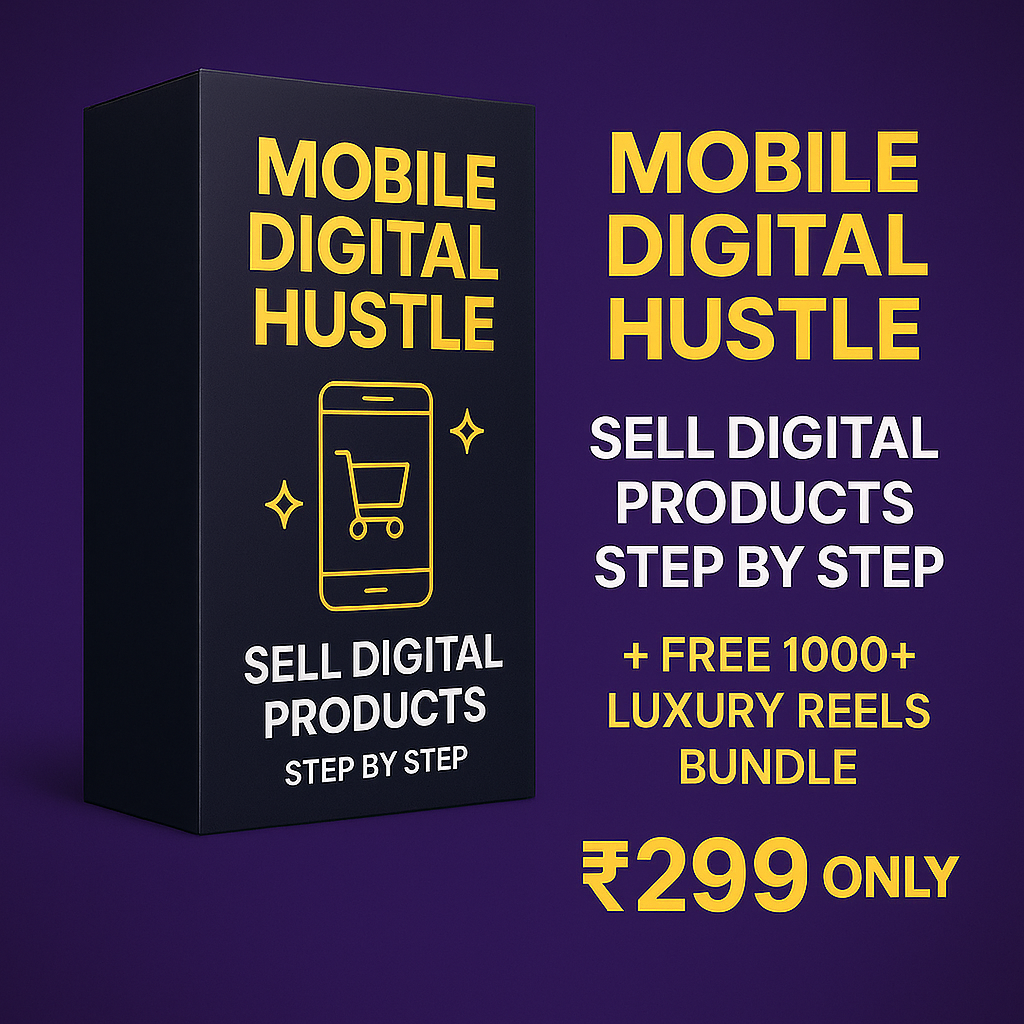 MOBILE
DIGITAL
HUSTLE
SELL DIGITAL
PRODUCTS
STEP BY STEP
MOBILE
DIGITAL
HUSTLE
SELL DIGITAL
PRODUCTS
STEP BY STEP
+ FREE 1000+
LUXURY REELS
BUNDLE
₹299 ONLY